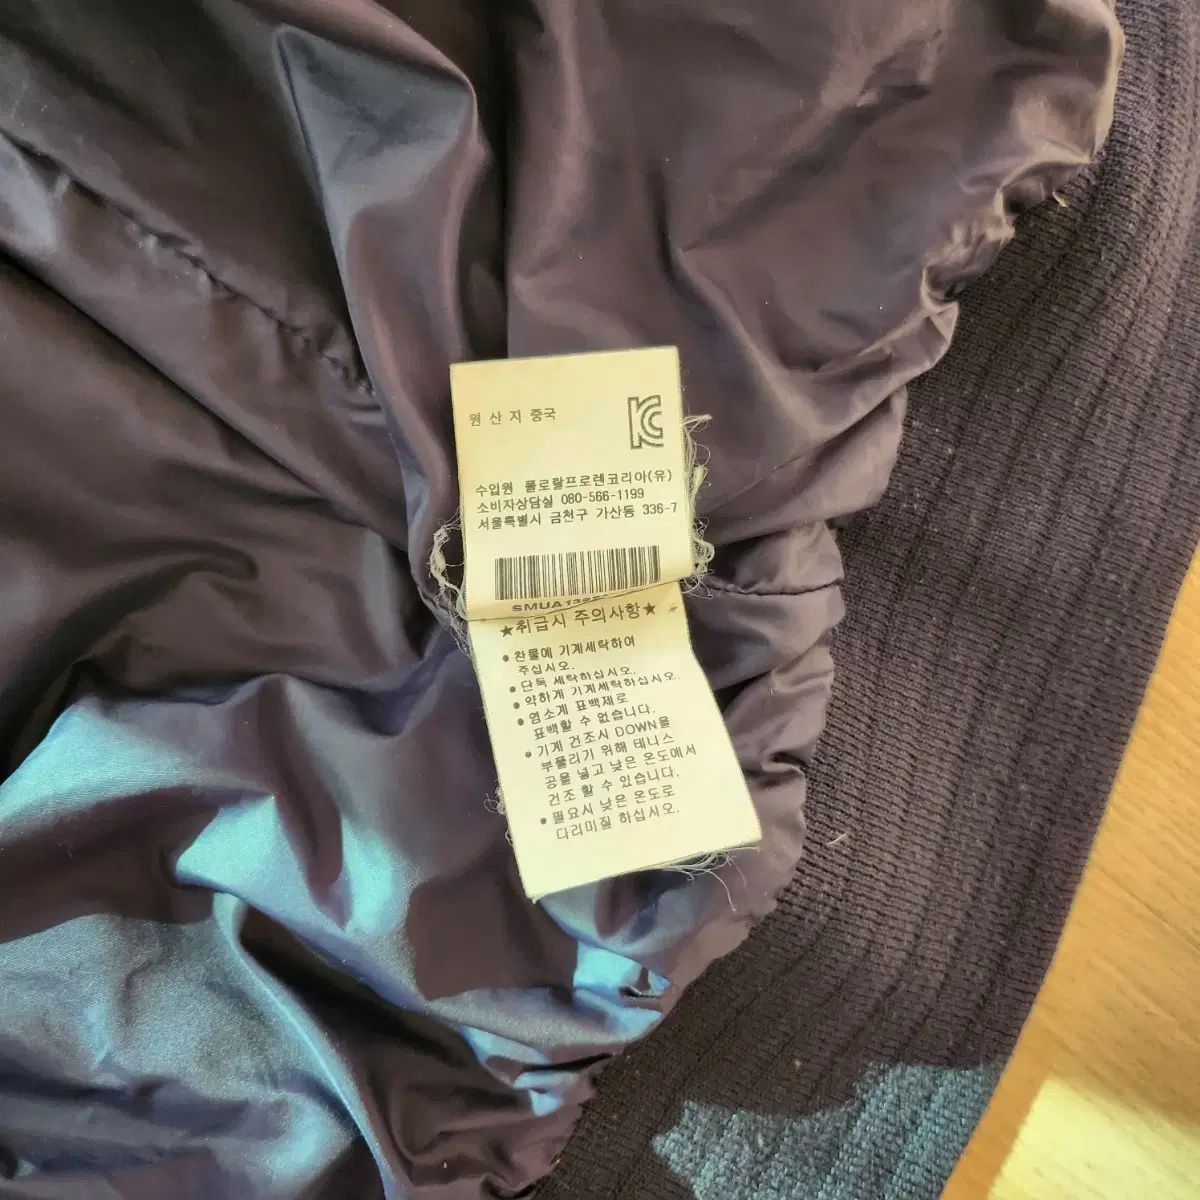 원산지 중국
KC
수입원 폴로랄프로렌코리아(유)
소비자상담실 080-566-1199
서울특별시 금천구 가산동 336-7
★취급시 주의사항★
• 찬물에 기계세탁하여
주십시오.
• 단독 세탁하십시오.
• 약하게 기계세탁하십시오.
• 염소계 표백제로
표백할 수 없습니다.
• 기계 건조시 DOWN을
부풀리기 위해 테니스
공을 넣고 낮은 온도에서
건조 할 수 있습니다.
• 필요시 낮은 온도로
다리미질 하십시오.